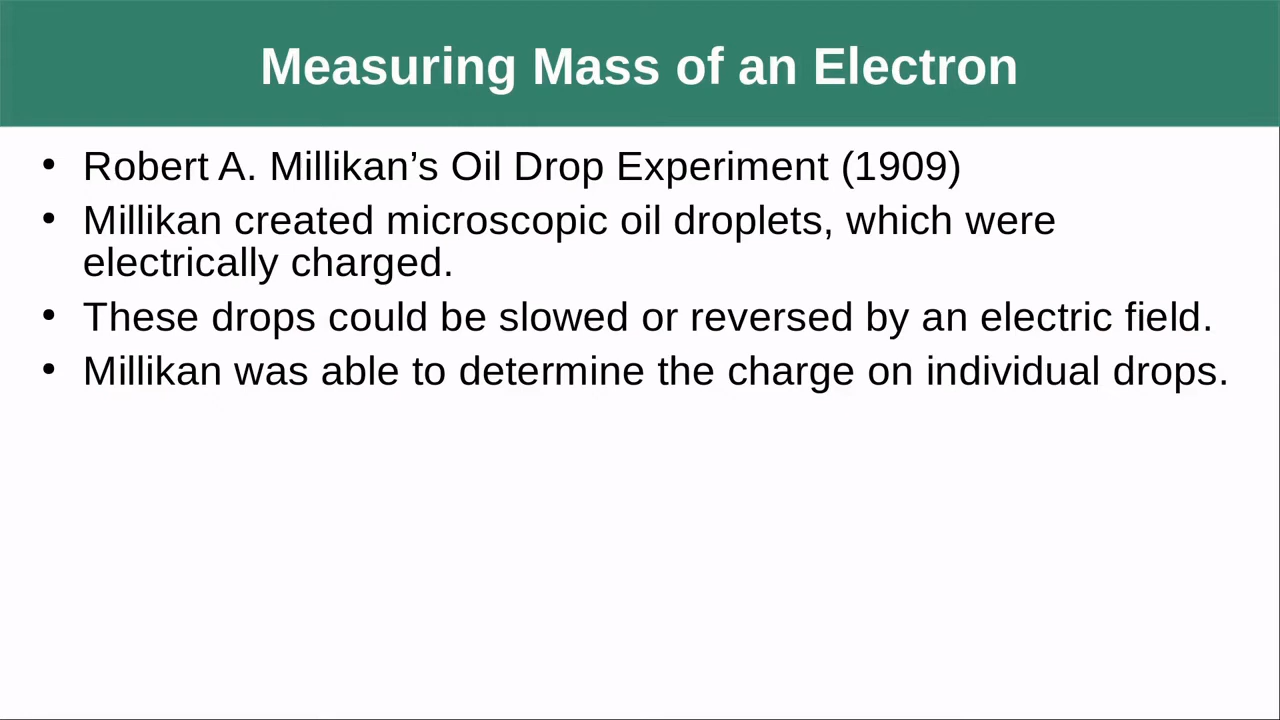 Measuring Mass of an Electron
• Robert A. Millikan’s Oil Drop Experiment (1909)
• Millikan created microscopic oil droplets, which were
electrically charged.
• These drops could be slowed or reversed by an electric field.
• Millikan was able to determine the charge on individual drops.